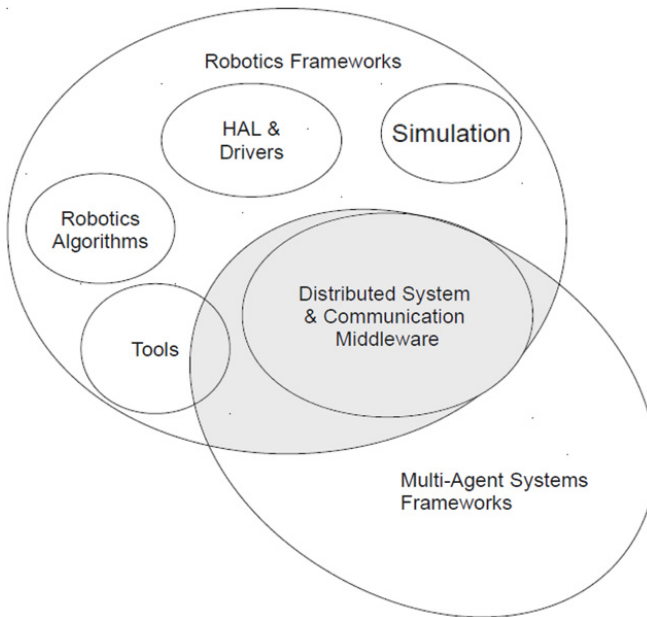 Robotics Frameworks
HAL &
Drivers
Simulation
Robotics
Algorithms
Distributed System
& Communication
Middleware
Tools
Multi-Agent Systems
Frameworks